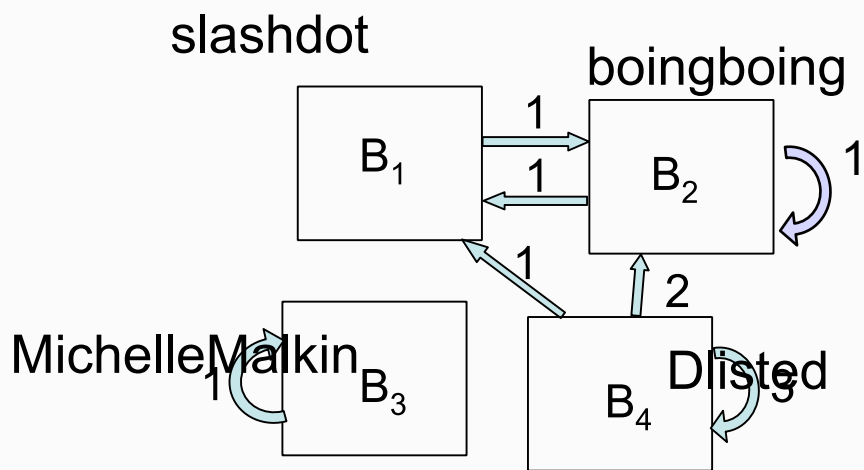 slashdot
boingboing
1
B₁
1
B₂
1
1
2
MichelleMalkin
1
B₃
Dlisted
3
B₄